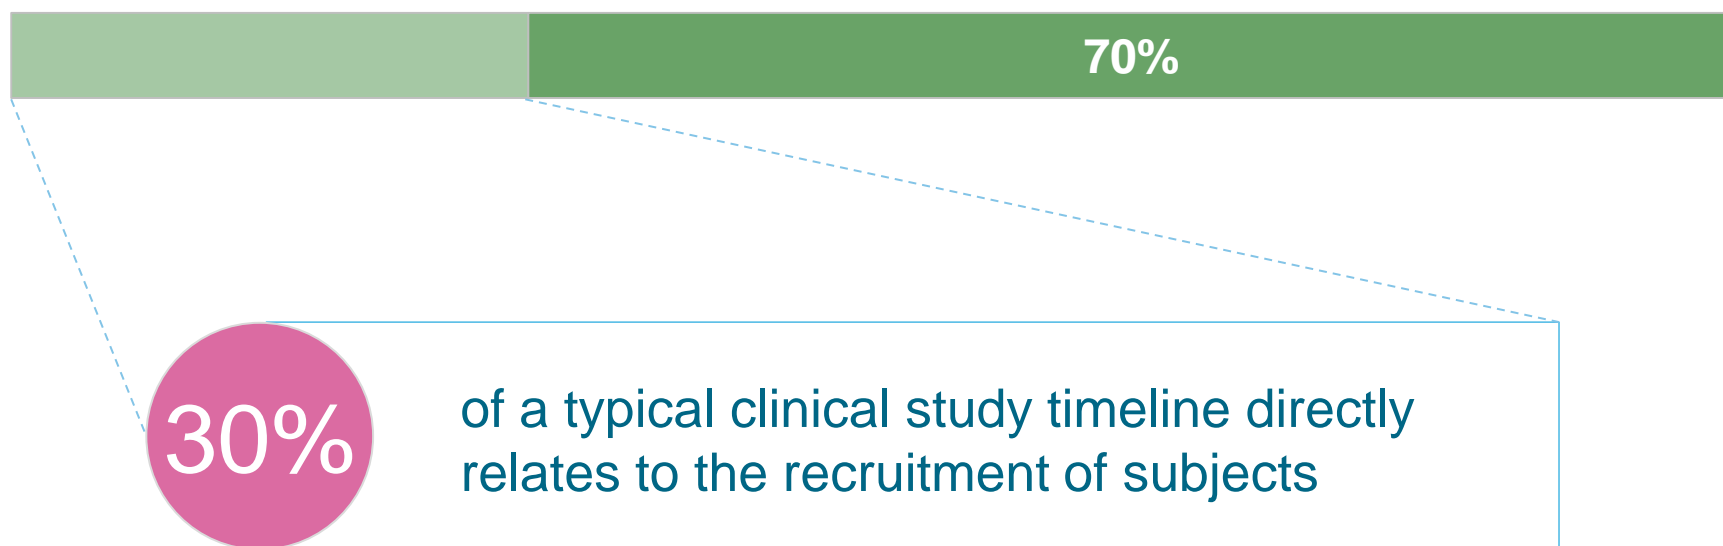 70%
30%
of a typical clinical study timeline directly
relates to the recruitment of subjects